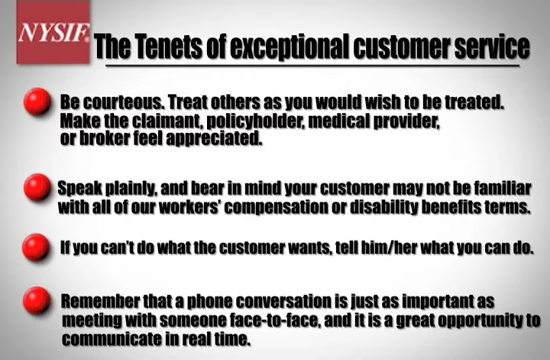 NYSIF®
The Tenets of exceptional customer service
Be courteous. Treat others as you would wish to be treated.
Make the claimant, policyholder, medical provider,
or broker feel appreciated.
Speak plainly, and bear in mind your customer may not be familiar
with all of our workers' compensation or disability benefits terms.
If you can't do what the customer wants, tell him/her what you can do.
Remember that a phone conversation is just as important as
meeting with someone face-to-face, and it is a great opportunity to
communicate in real time.